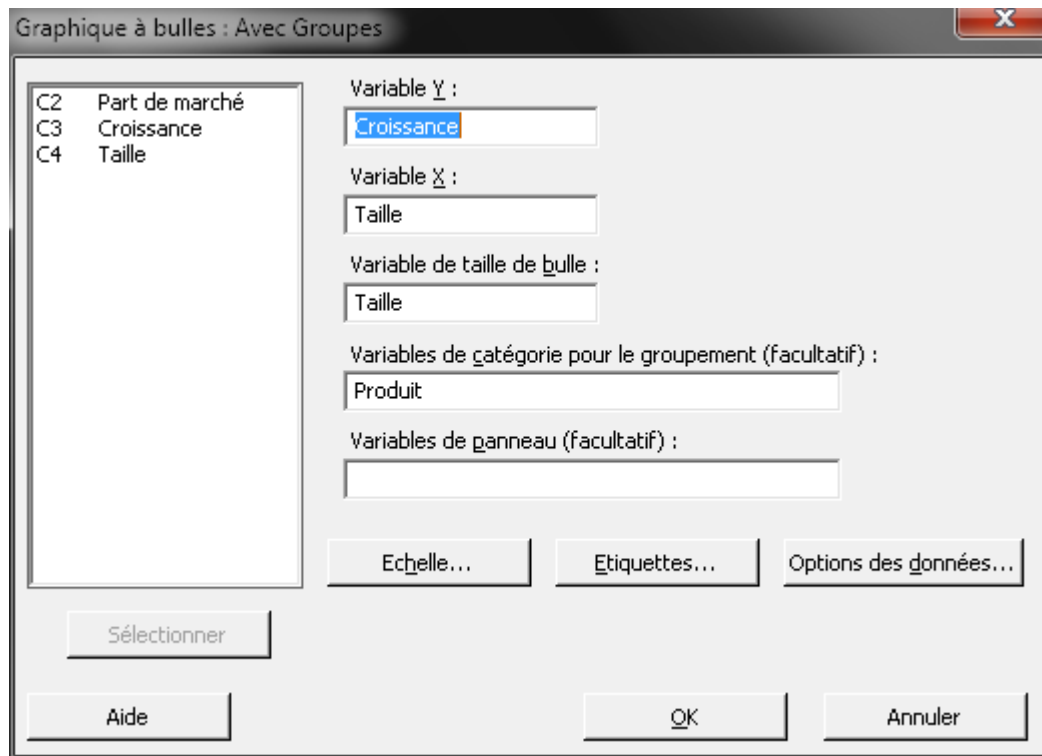 Graphique à bulles : Avec Groupes
C2 Part de marché
C3 Croissance
C4 Taille
Variable Y :
Croissance
Variable X :
Taille
Variable de taille de bulle :
Taille
Variables de catégorie pour le groupement (facultatif) :
Produit
Variables de panneau (facultatif) :
Echelle...
Etiquettes...
Options des données...
Sélectionner
Aide
OK
Annuler